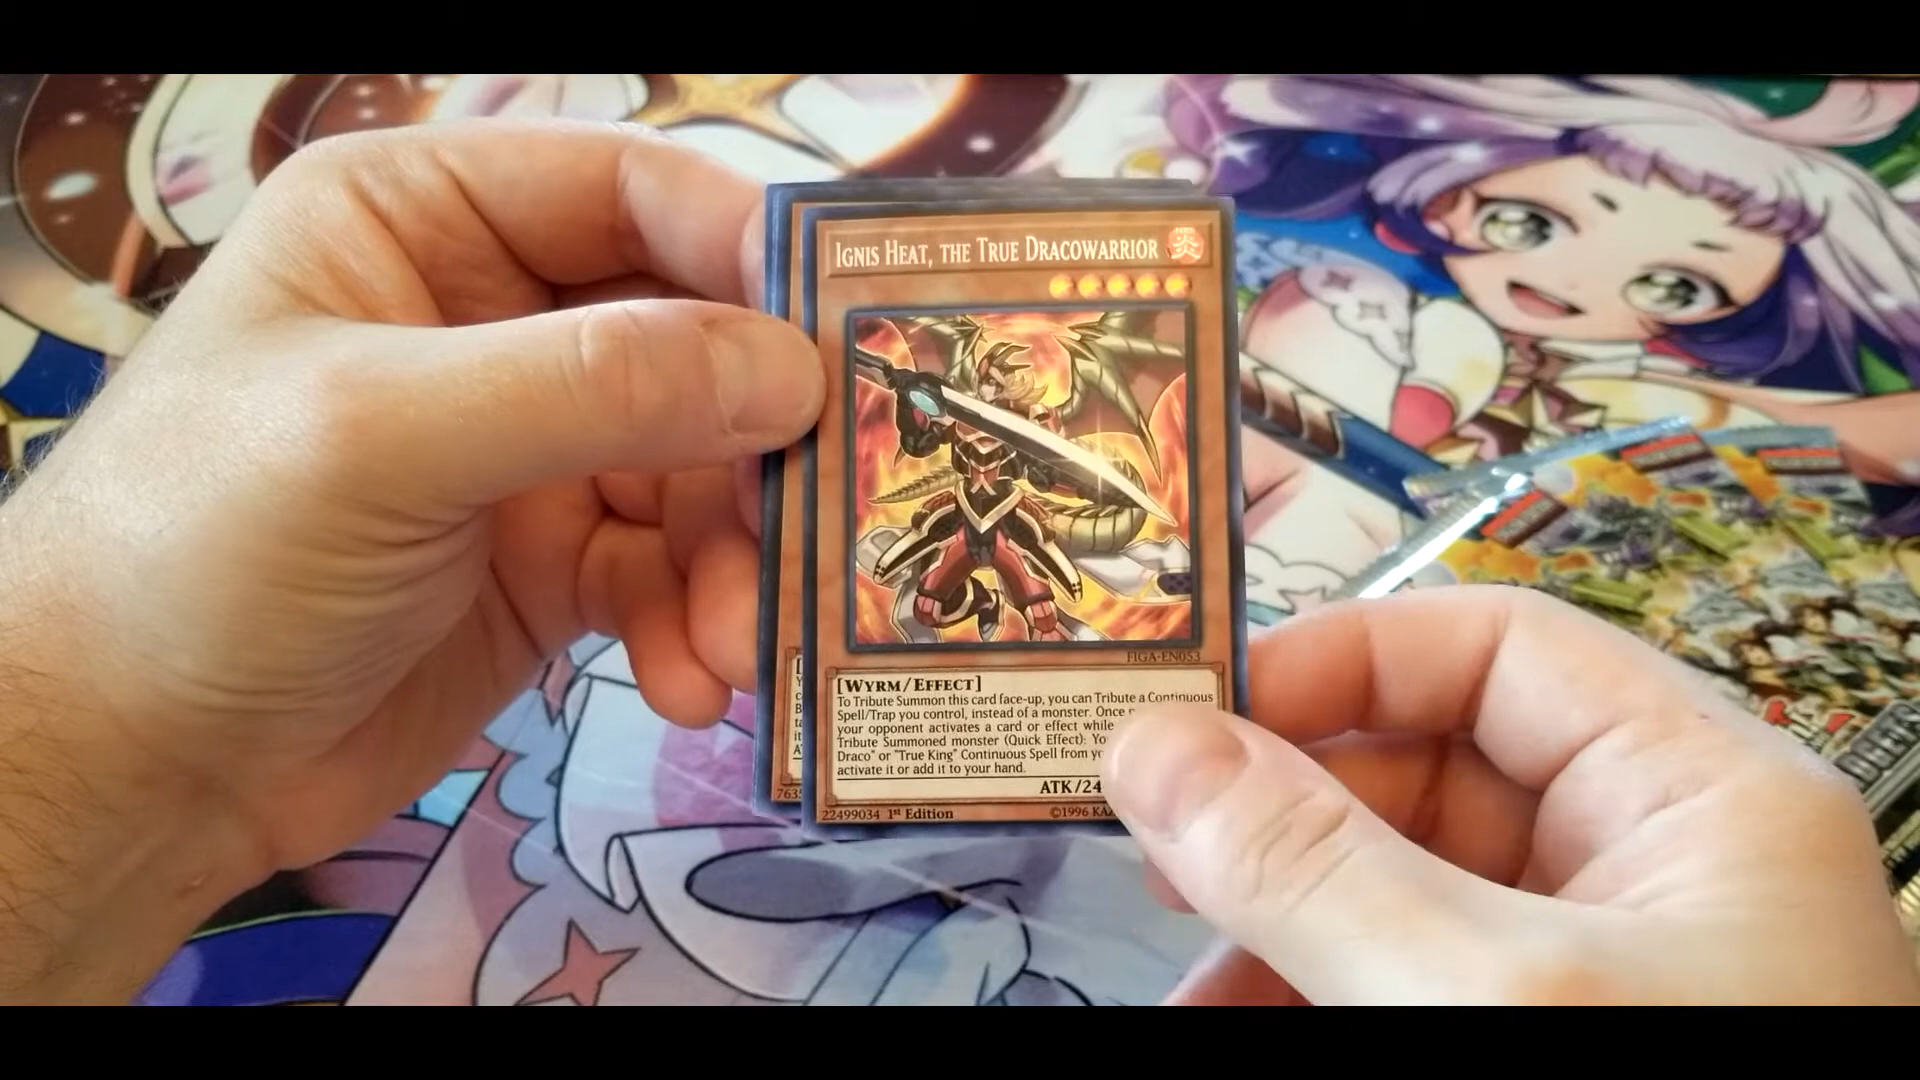 IGNIS HEAT, THE TRUE DRACOWARRIOR
炎
FIGA-EN053
[WYRM/EFFECT]
To Tribute Summon this card face-up, you can Tribute a Continuous
Spell/Trap you control, instead of a monster. Once
your opponent activates a card or effect while
Tribute Summoned monster (Quick Effect): Yo
Draco" or "True King" Continuous Spell from yo
activate it or add it to your hand.
ATK/24
22499034 1st Edition
©1996 KAZ
763